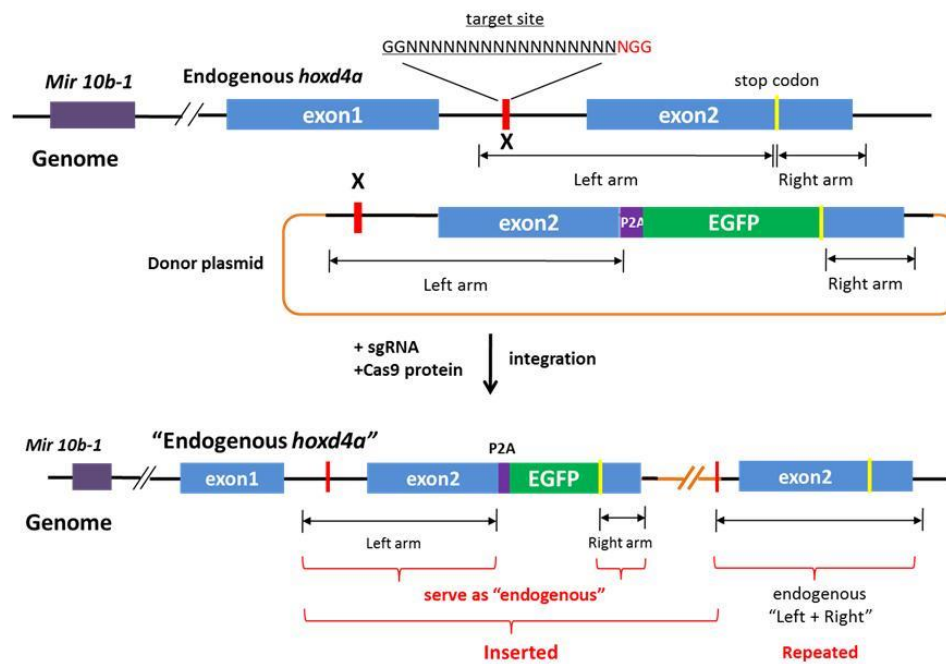 target site
GGNNNNNNNNNNNNNNNNNNNGG
Mir 10b-1
Endogenous hoxd4a
stop codon
exon1
exon2
X
Genome
Left arm
Right arm
X
exon2
P2A
EGFP
Donor plasmid
Left arm
Right arm
+ sgRNA
+Cas9 protein
integration
Mir 10b-1
“Endogenous hoxd4a”
P2A
exon1
exon2
EGFP
exon2
Genome
Left arm
Right arm
serve as “endogenous”
endogenous
“Left + Right”
Inserted
Repeated